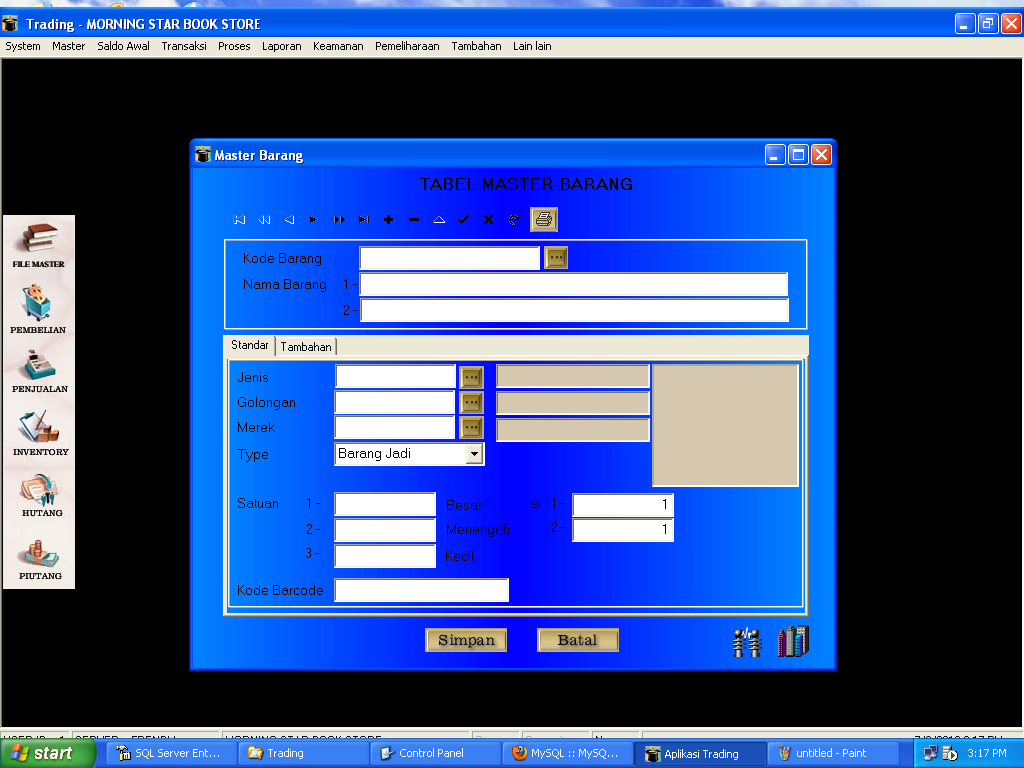 Trading - MORNING STAR BOOK STORE
System Master Saldo Awal Transaksi Proses Laporan Keamanan Pemeliharaan Tambahan Lain lain
FILE MASTER
PEMBELIAN
PENJUALAN
INVENTORY
HUTANG
PIUTANG
Master Barang
TABEL MASTER BARANG
Kode Barang ...
Nama Barang 1 -
2 -
Standar Tambahan
Jenis ...
Golongan ...
Merek ...
Type Barang Jadi
Satuan 1 - Besar Isi 1 - 1
2 - Menengah 2 - 1
3 - Kecil
Kode Barcode
Simpan Batal
MORNING STAR BOOK STORE
start SQL Server Ent... Trading Control Panel MySQL :: MySQ... Aplikasi Trading untitled - Paint 3:17 PM